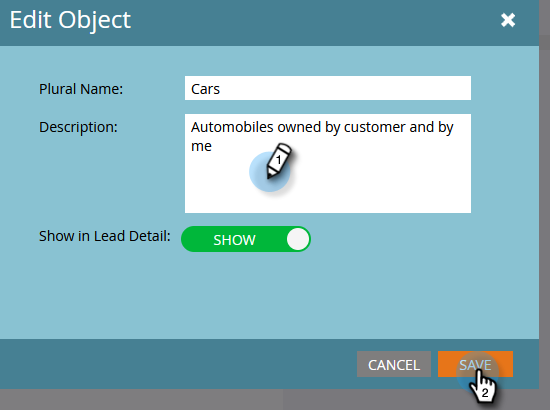 Edit Object
Plural Name: Cars
Description: Automobiles owned by customer and by
me
1
Show in Lead Detail: SHOW
CANCEL SAVE
2